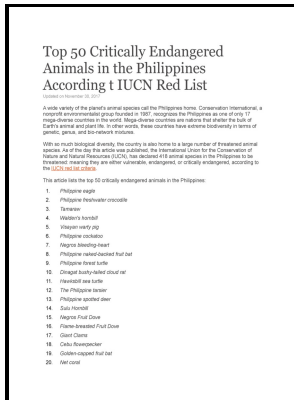 Top 50 Critically Endangered
Animals in the Philippines
According t IUCN Red List
Updated on November 30, 2017
A wide variety of the planet's animal species call the Philippines home. Conservation International, a
nonprofit environmentalist group founded in 1987, recognizes the Philippines as one of only 17
mega-diverse countries in the world. Mega-diverse countries are nations that shelter the bulk of
Earth's animal and plant life. In other words, these countries have extreme biodiversity in terms of
genetic, genus, and bio-network mixtures.
With so much biological diversity, the country is also home to a large number of threatened animal
species. As of the day this article was published, the International Union for the Conservation of
Nature and Natural Resources (IUCN), has declared 418 animal species in the Philippines to be
threatened: meaning they are either vulnerable, endangered, or critically endangered, according to
the IUCN red list criteria.
This article lists the top 50 critically endangered animals in the Philippines:
1. Philippine eagle
2. Philippine freshwater crocodile
3. Tamaraw
4. Walden's hornbill
5. Visayan warty pig
6. Philippine cockatoo
7. Negros bleeding-heart
8. Philippine naked-backed fruit bat
9. Philippine forest turtle
10. Dinagat bushy-tailed cloud rat
11. Hawksbill sea turtle
12. The Philippine tarsier
13. Philippine spotted deer
14. Sulu Hornbill
15. Negros Fruit Dove
16. Flame-breasted Fruit Dove
17. Giant Clams
18. Cebu flowerpecker
19. Golden-capped fruit bat
20. Net coral